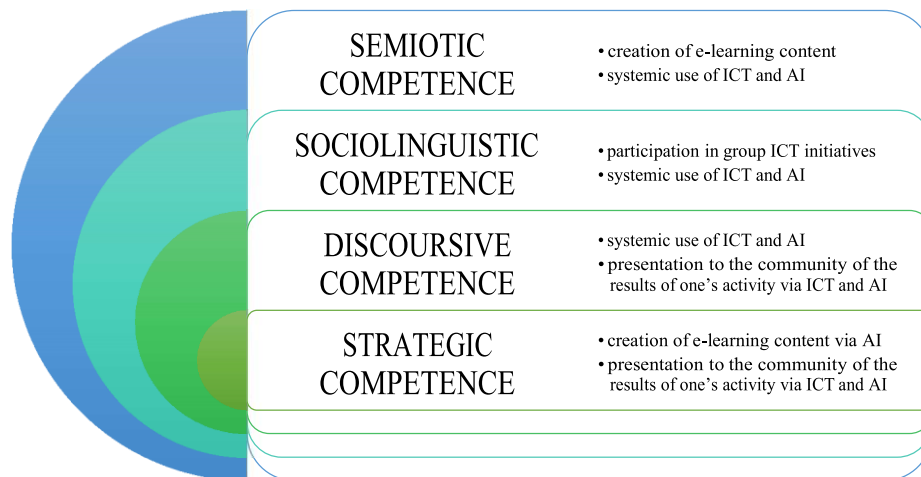 SEMIOTIC
COMPETENCE
• creation of e-learning content
• systemic use of ICT and AI
SOCIOLINGUISTIC
COMPETENCE
• participation in group ICT initiatives
• systemic use of ICT and AI
DISCOURSIVE
COMPETENCE
• systemic use of ICT and AI
• presentation to the community of the
results of one’s activity via ICT and AI
STRATEGIC
COMPETENCE
• creation of e-learning content via AI
• presentation to the community of the
results of one’s activity via ICT and AI